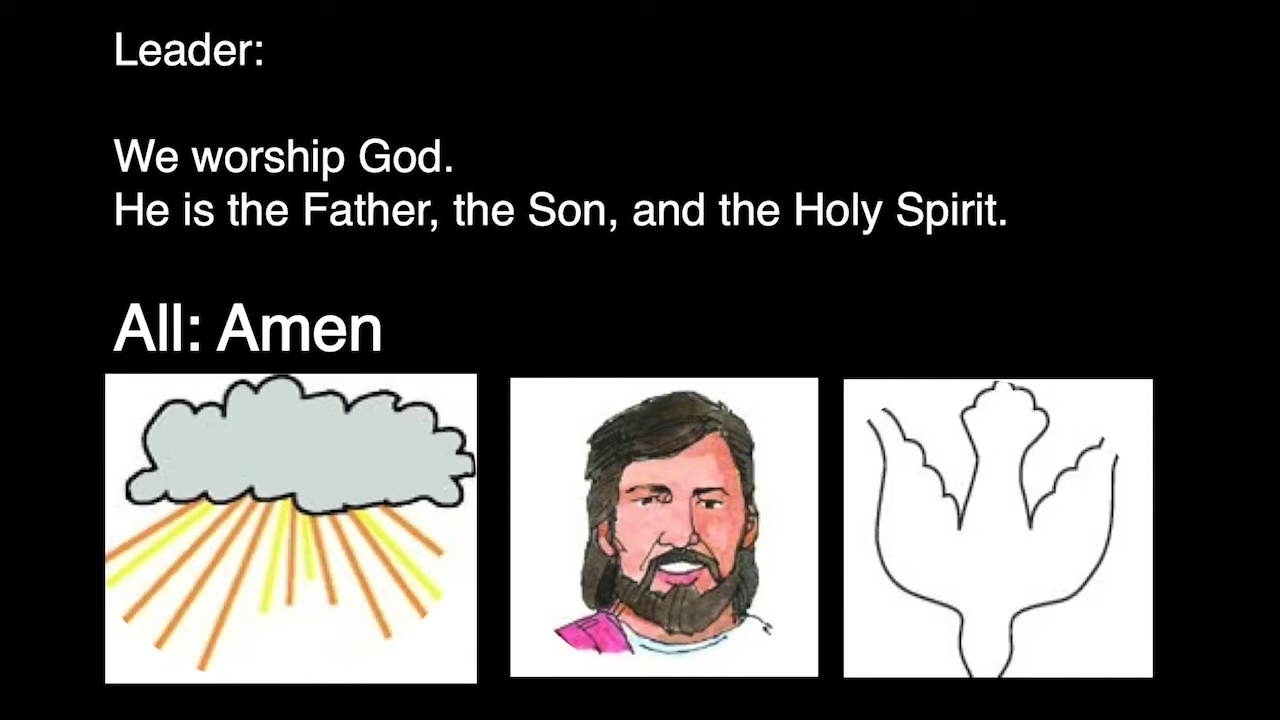 Leader:
We worship God.
He is the Father, the Son, and the Holy Spirit.
All: Amen